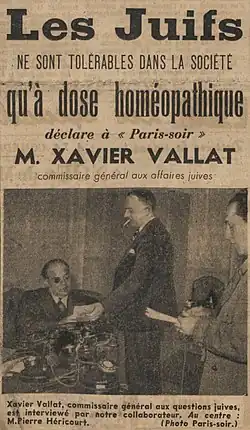 Les Juifs
NE SONT TOLÉRABLES DANS LA SOCIÉTÉ
qu'à dose homéopathique
déclare à « Paris-soir »
M. XAVIER VALLAT
commissaire général aux affaires juives
Xavier Vallat, commissaire général aux questions juives,
est interviewé par notre collaborateur. Au centre :
M.Pierre Héricourt. (Photo Paris-soir.)